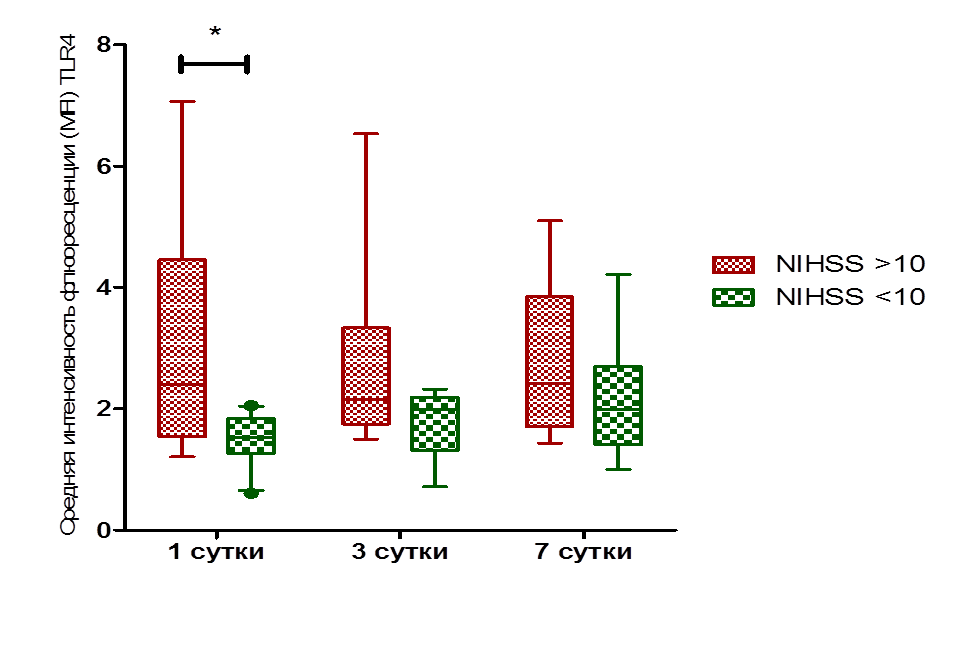 Средняя интенсивность флюоресценции (MFI) TLR4
*
8
6
4
2
0
1 сутки
3 сутки
7 сутки
NIHSS >10
NIHSS <10